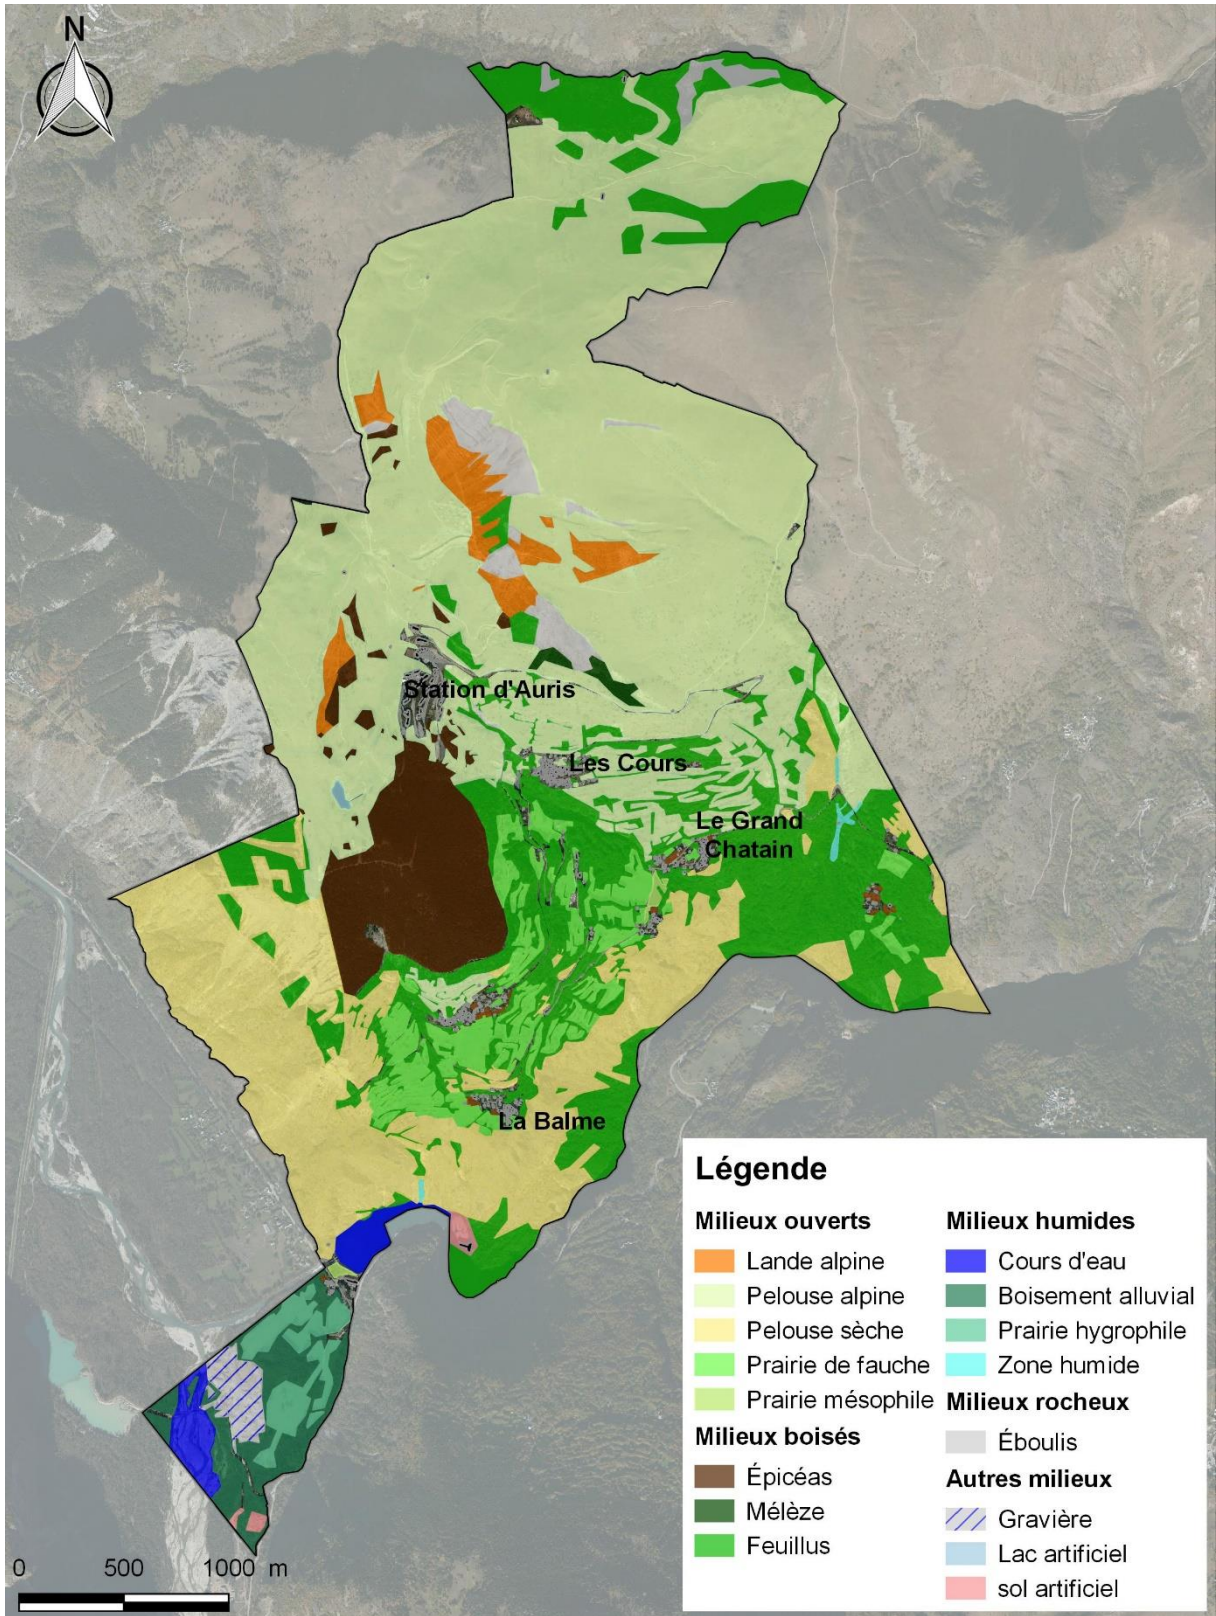 N
Station d'Auris
Les Cours
Le Grand
Chatain
La Balme
Légende
Milieux ouverts
Lande alpine
Pelouse alpine
Pelouse sèche
Prairie de fauche
Prairie mésophile
Milieux boisés
Épicéas
Mélèze
Feuillus
Milieux humides
Cours d'eau
Boisement alluvial
Prairie hygrophile
Zone humide
Milieux rocheux
Éboulis
Autres milieux
Gravière
Lac artificiel
sol artificiel
0 500 1000 m